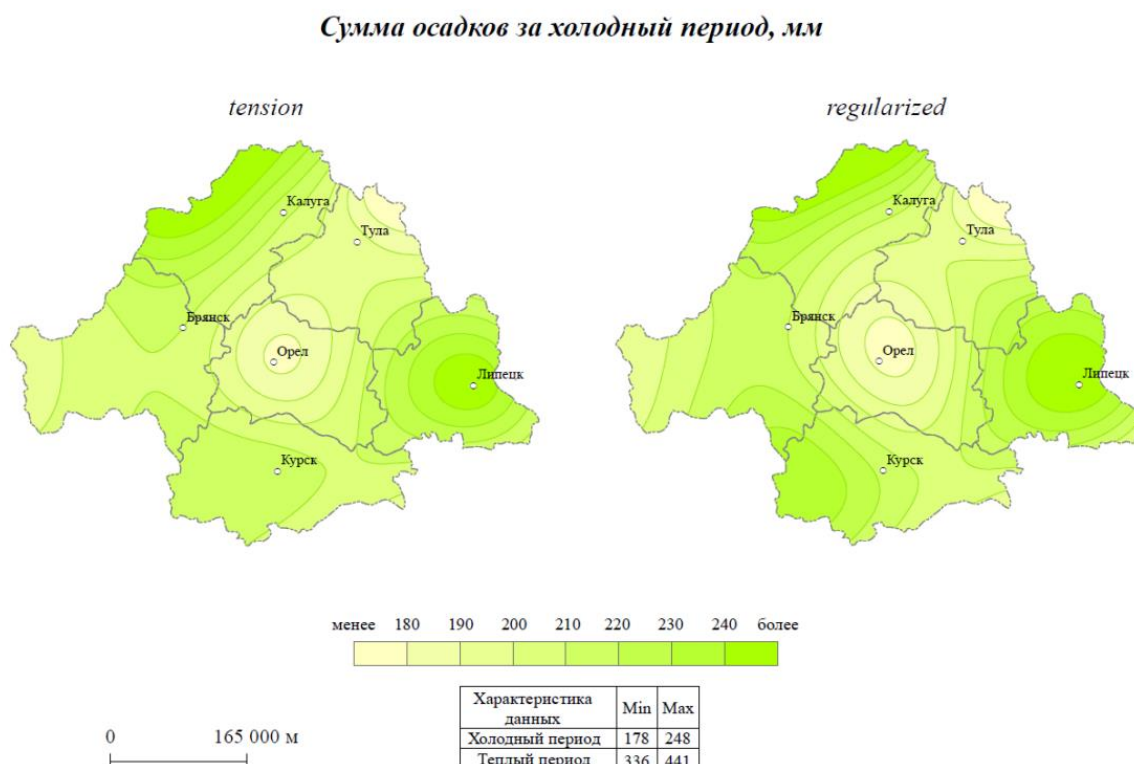 Сумма осадков за холодный период, мм
tension
regularized
Калуга
Тула
Брянск
Орел
Липецк
Курск
Калуга
Тула
Брянск
Орел
Липецк
Курск
менее 180 190 200 210 220 230 240 более
Характеристика данных Min Max
Холодный период 178 248
Теплый период 336 441
0 165 000 м